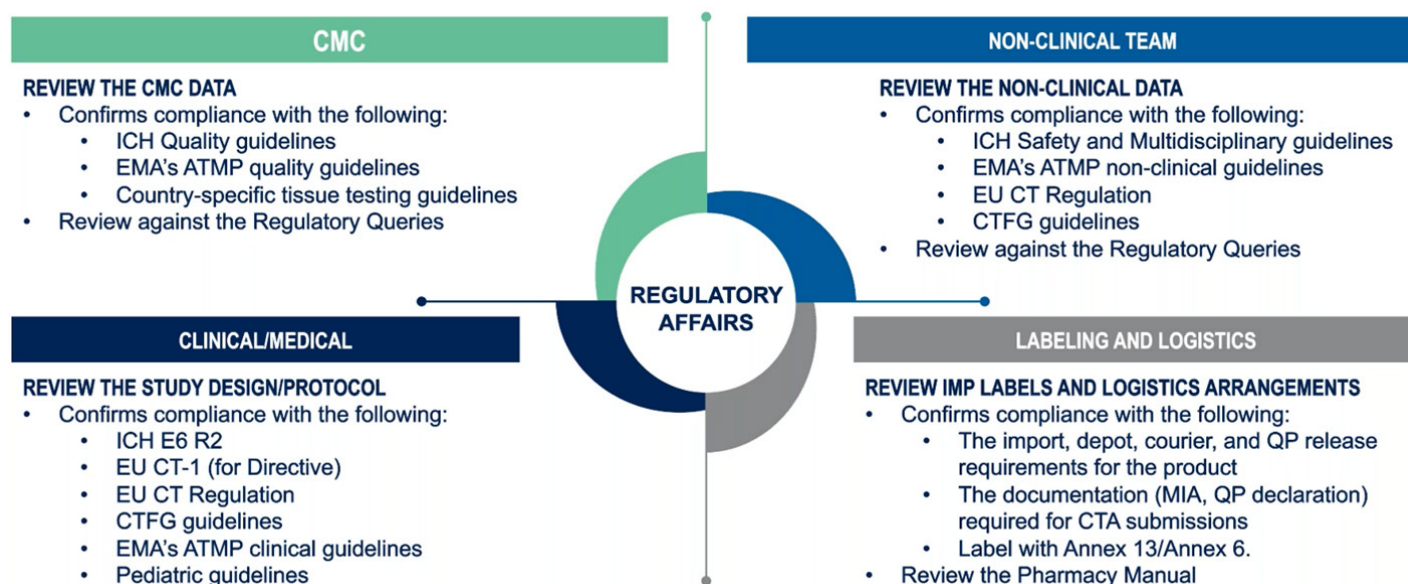 CMC
REVIEW THE CMC DATA
• Confirms compliance with the following:
• ICH Quality guidelines
• EMA's ATMP quality guidelines
• Country-specific tissue testing guidelines
• Review against the Regulatory Queries
NON-CLINICAL TEAM
REVIEW THE NON-CLINICAL DATA
• Confirms compliance with the following:
• ICH Safety and Multidisciplinary guidelines
• EMA's ATMP non-clinical guidelines
• EU CT Regulation
• CTFG guidelines
• Review against the Regulatory Queries
REGULATORY
AFFAIRS
CLINICAL/MEDICAL
REVIEW THE STUDY DESIGN/PROTOCOL
• Confirms compliance with the following:
• ICH E6 R2
• EU CT-1 (for Directive)
• EU CT Regulation
• CTFG guidelines
• EMA's ATMP clinical guidelines
• Pediatric guidelines
LABELING AND LOGISTICS
REVIEW IMP LABELS AND LOGISTICS ARRANGEMENTS
• Confirms compliance with the following:
• The import, depot, courier, and QP release
requirements for the product
• The documentation (MIA, QP declaration)
required for CTA submissions
• Label with Annex 13/Annex 6.
• Review the Pharmacy Manual